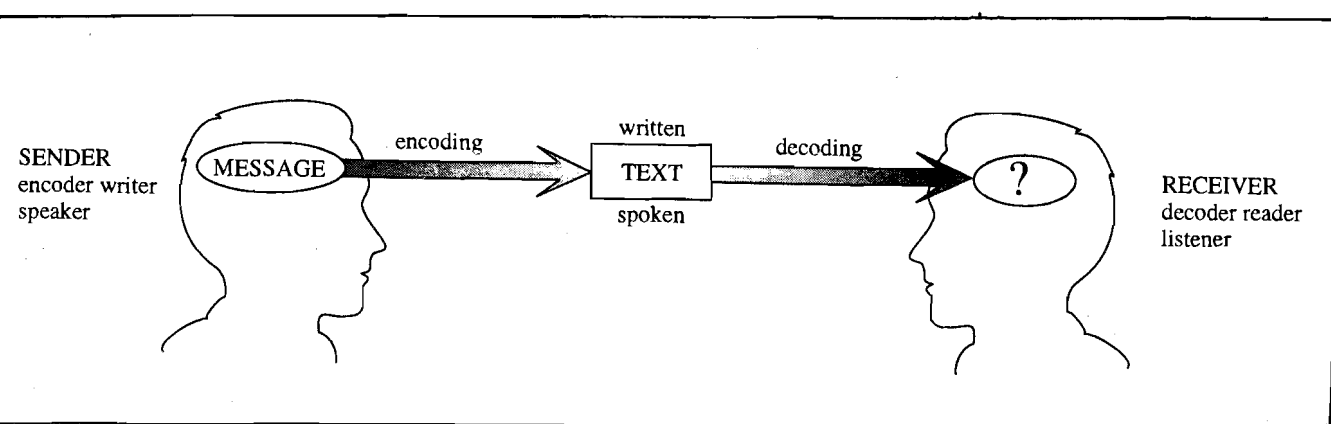 SENDER
encoder writer
speaker
MESSAGE
encoding
written
TEXT
spoken
decoding
?
RECEIVER
decoder reader
listener